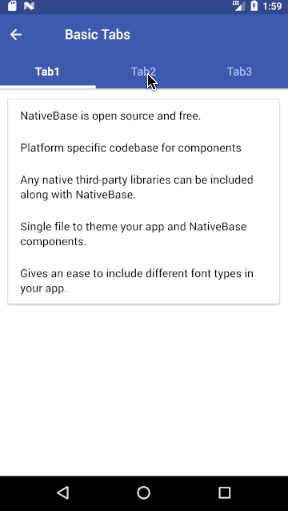 1:59
Basic Tabs
Tab1 Tab2 Tab3
NativeBase is open source and free.
Platform specific codebase for components
Any native third-party libraries can be included
along with NativeBase.
Single file to theme your app and NativeBase
components.
Gives an ease to include different font types in
your app.